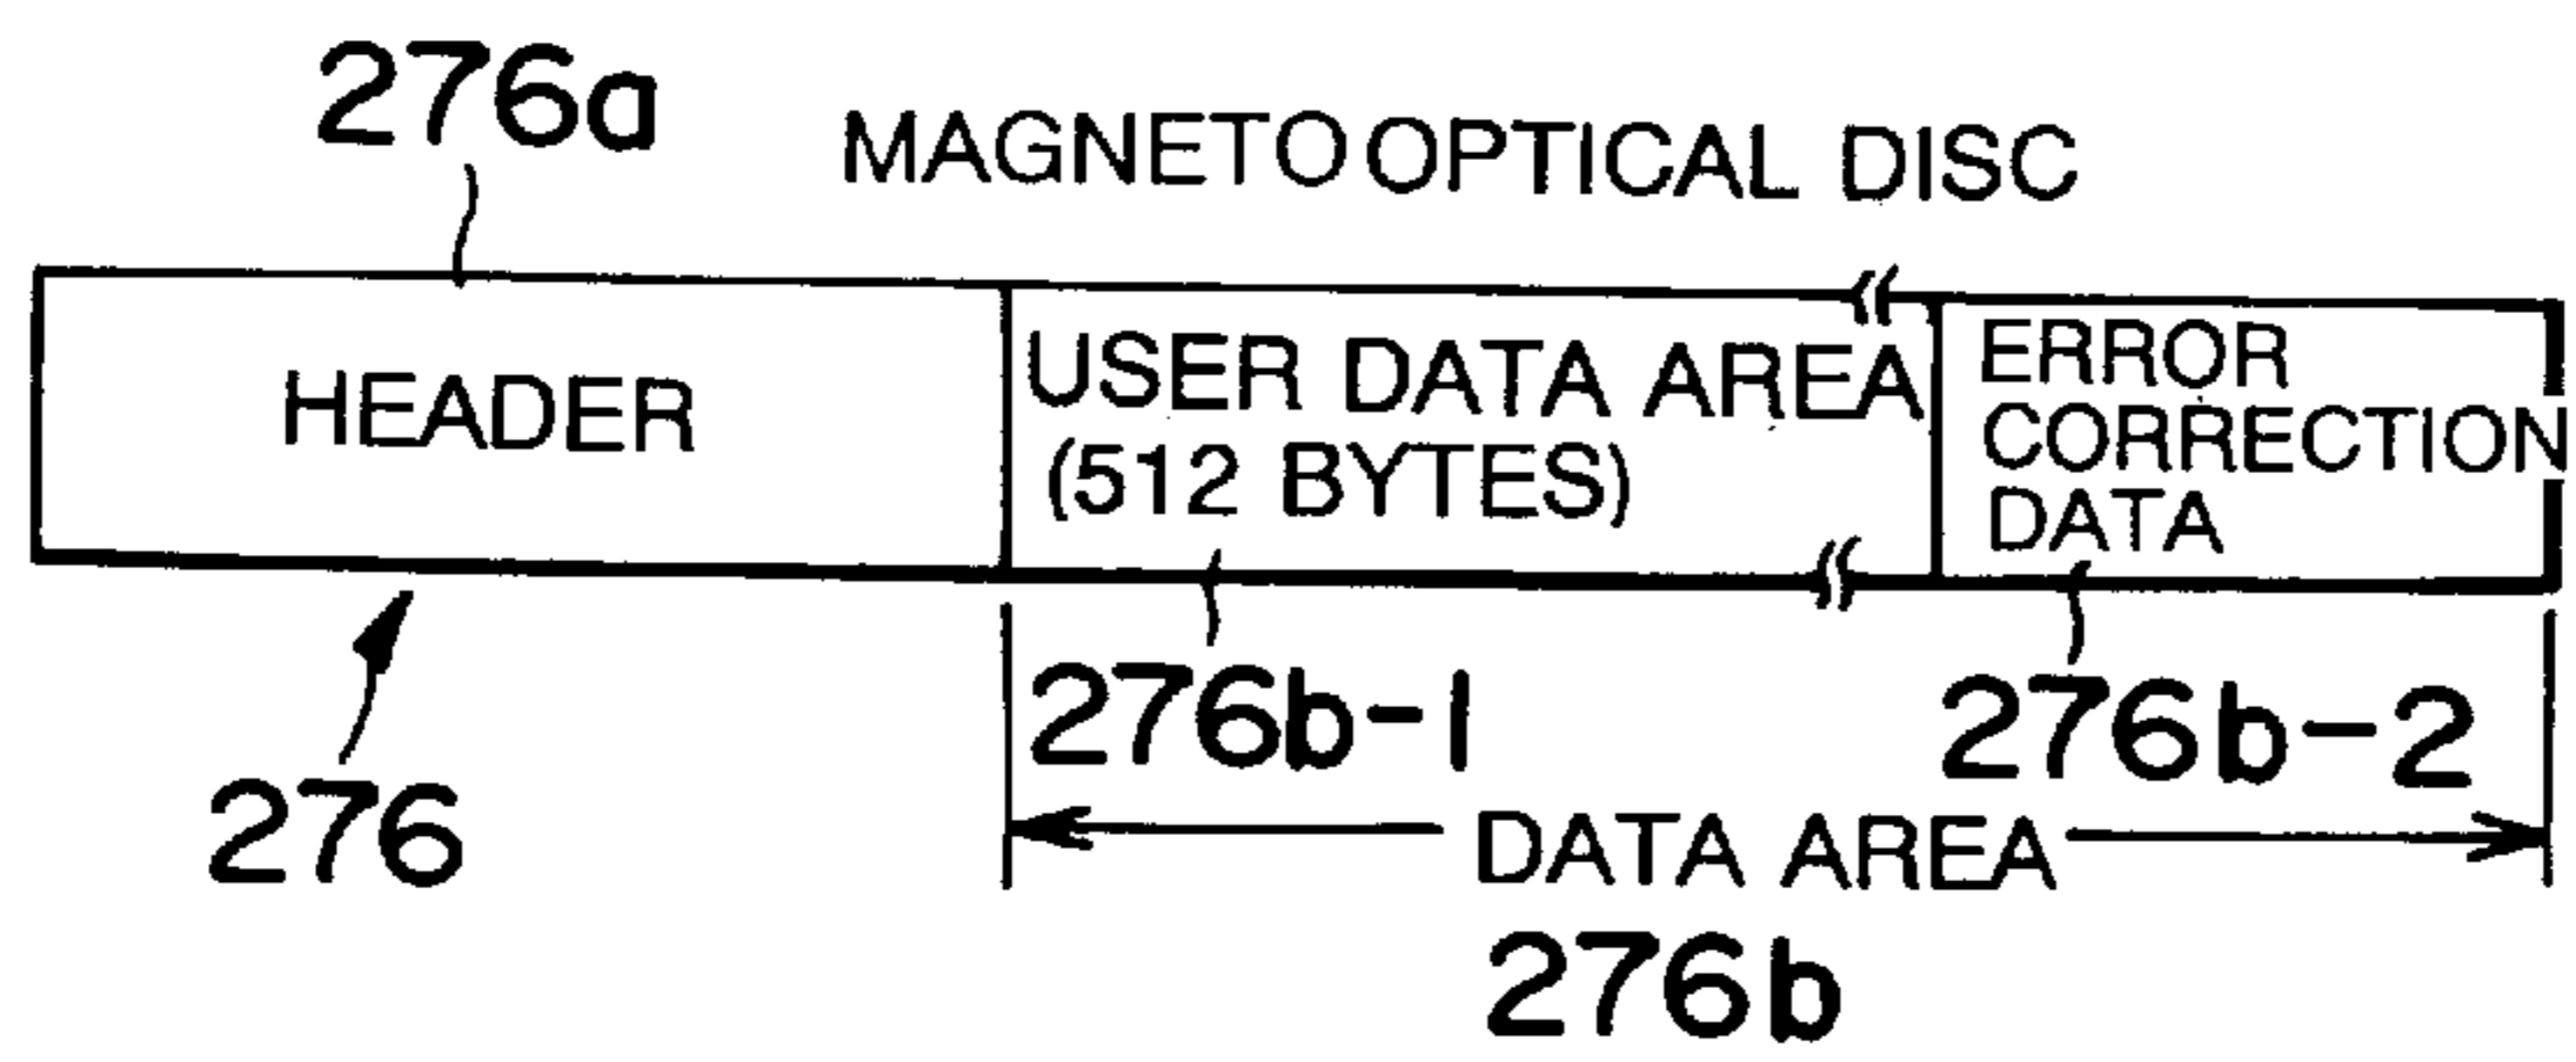 276a
MAGNETO OPTICAL DISC
HEADER
USER DATA AREA
(512 BYTES)
ERROR
CORRECTION
DATA
276
276b-1
276b-2
DATA AREA
276b